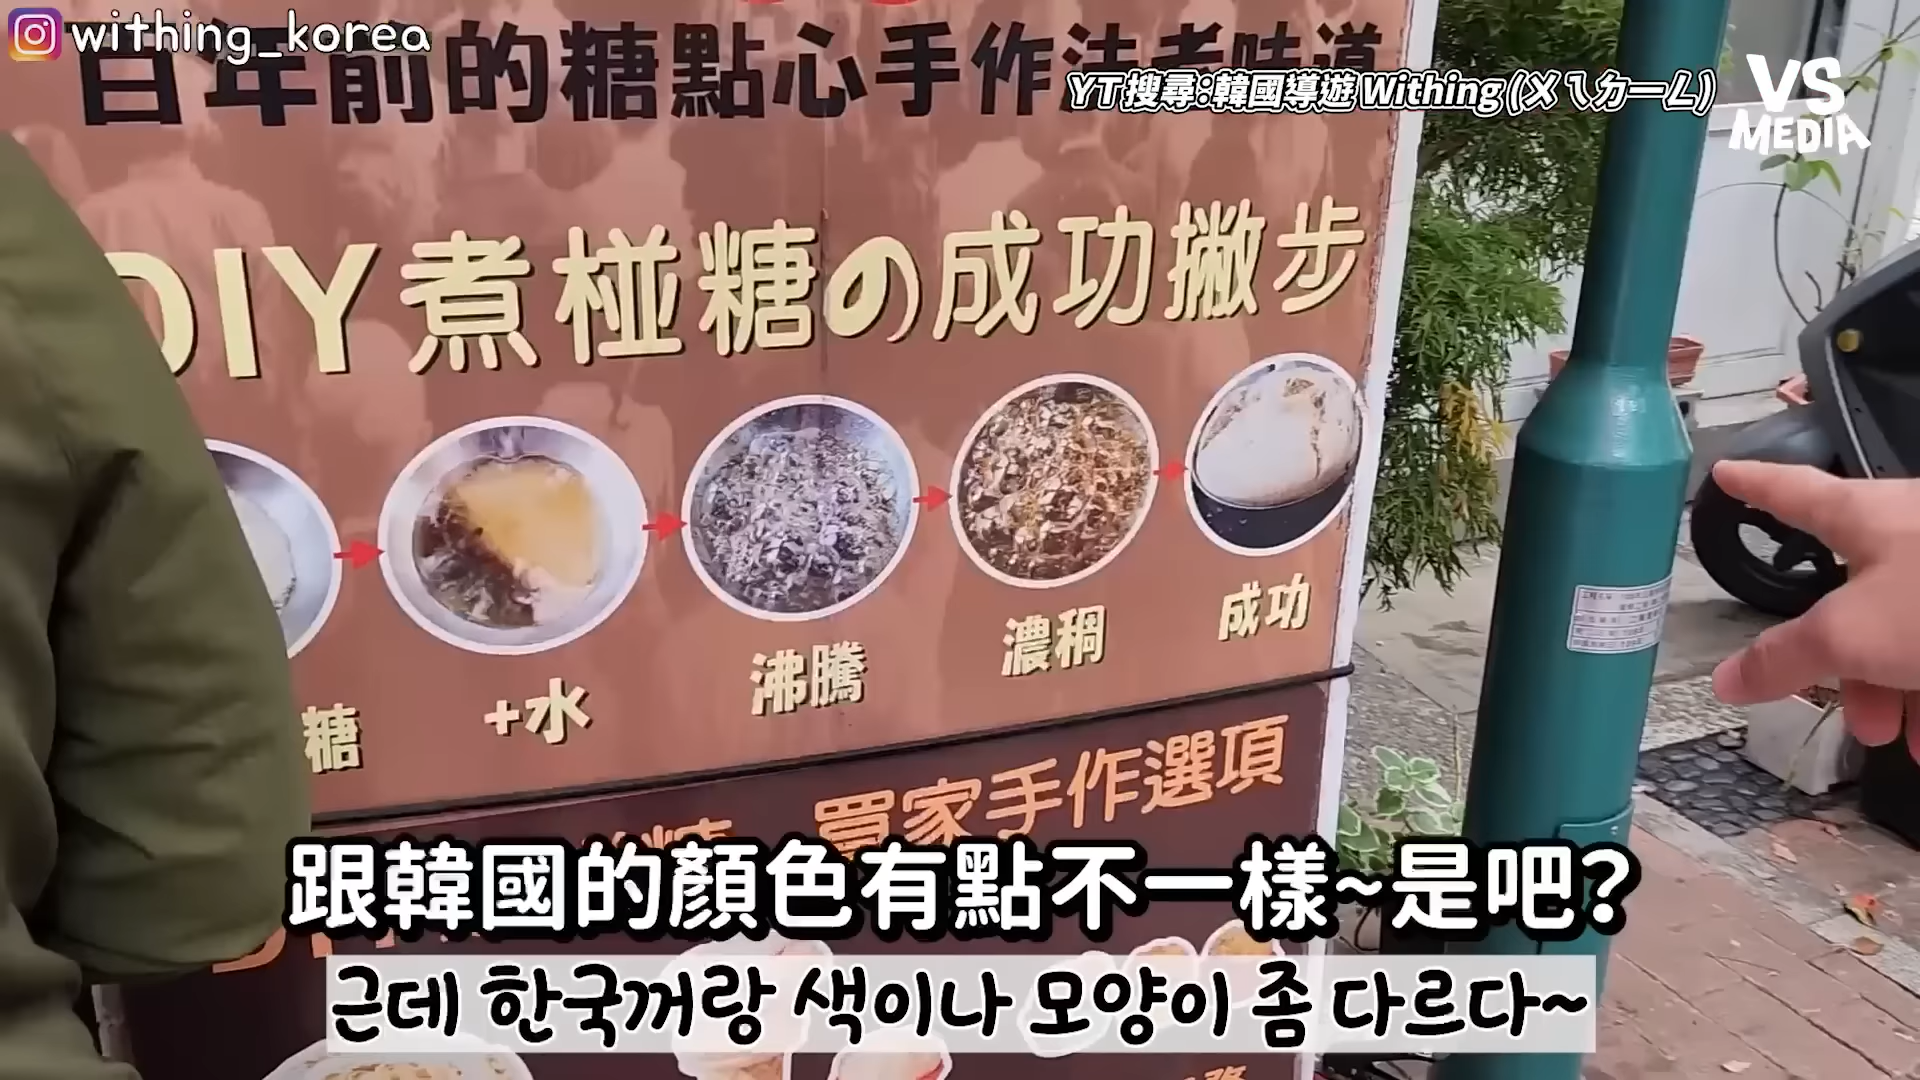 withing_korea
百年前的糖點心手作法老味道
YT搜尋:韓國導遊Withing(ㄨㄟㄉㄧㄥ)
VS
MEDIA
DIY煮椪糖の成功撇步
糖
+水
沸騰
濃稠
成功
買家手作選項
跟韓國的顏色有點不一樣~是吧?
근데 한국꺼랑 색이나 모양이 좀 다르다~